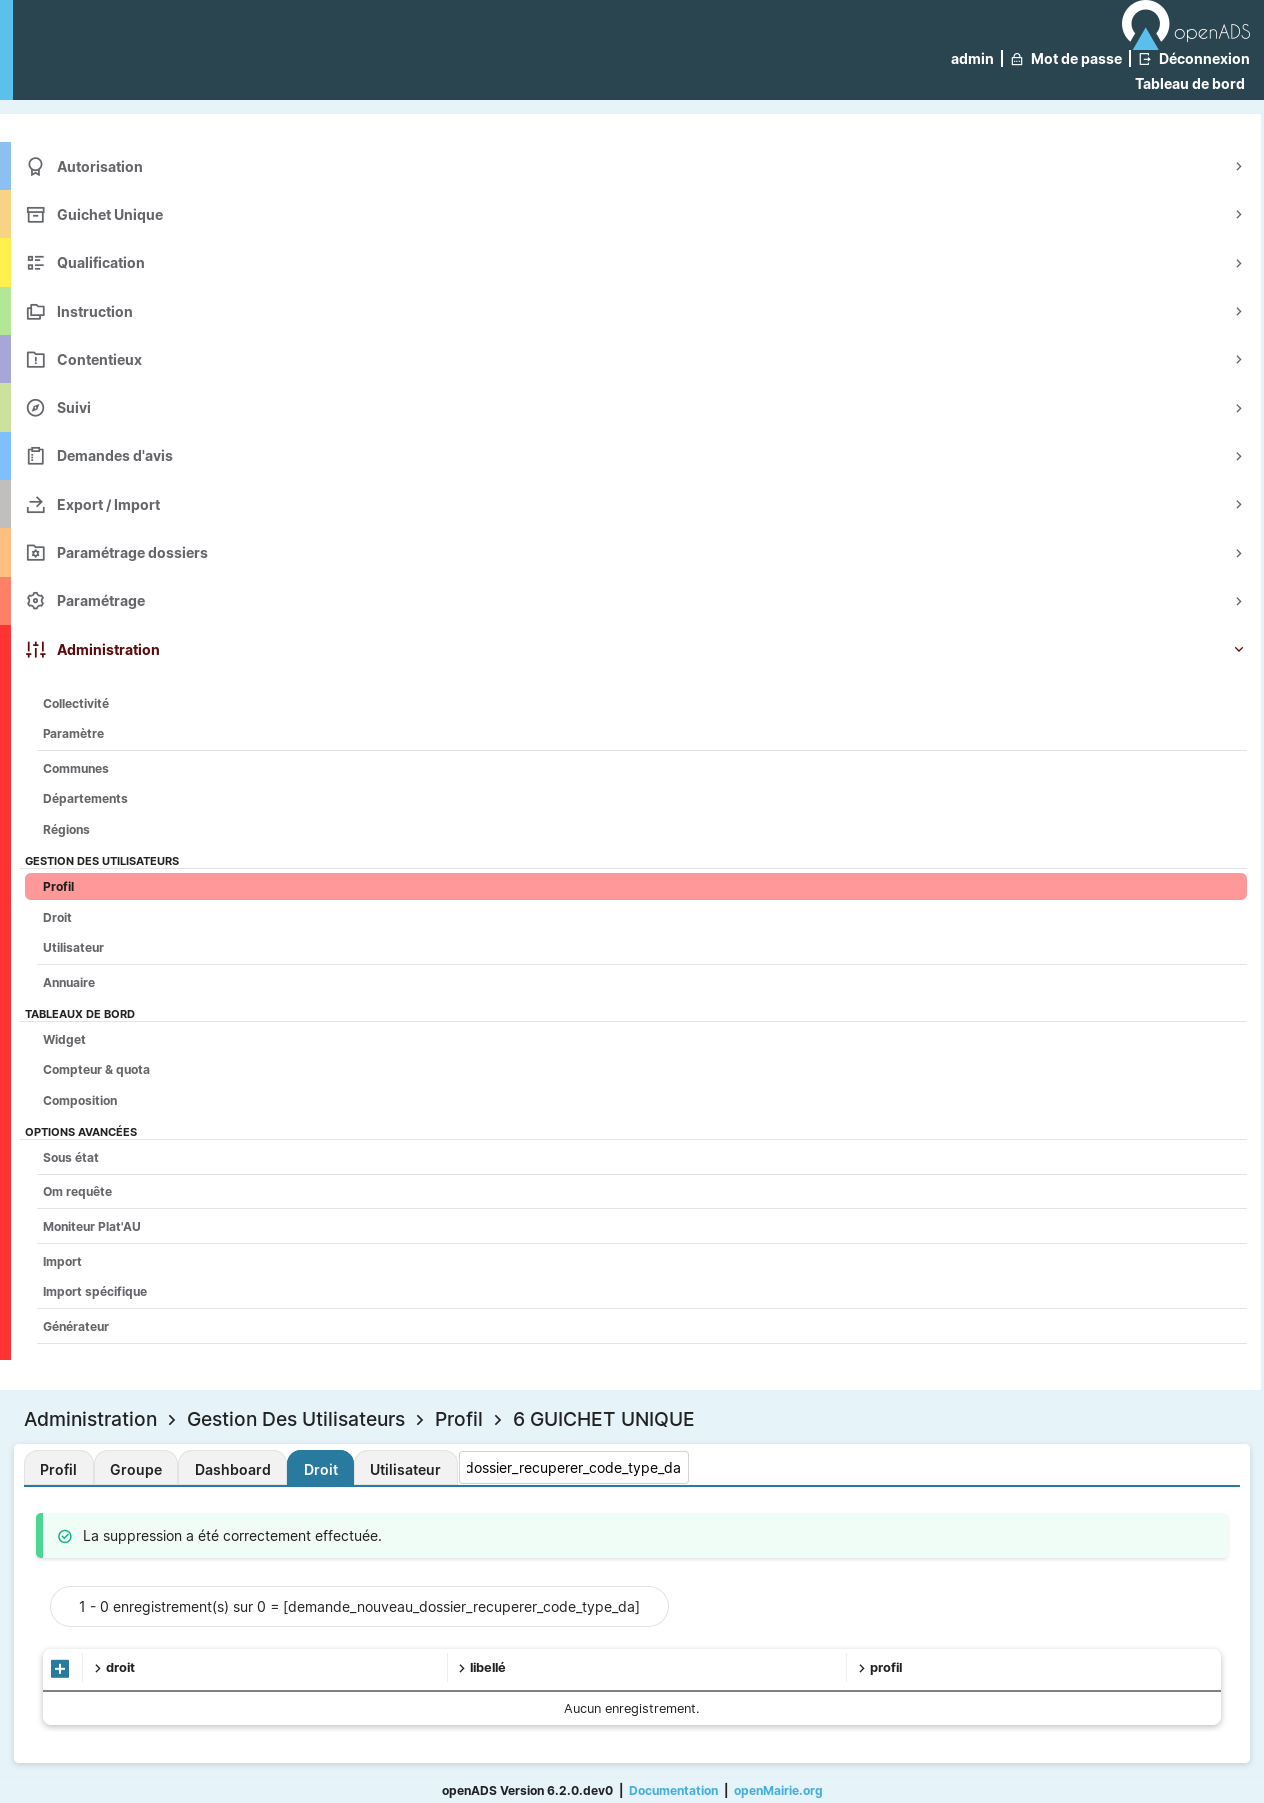 openADS
admin | Mot de passe | Déconnexion
Tableau de bord
Autorisation
Guichet Unique
Qualification
Instruction
Contentieux
Suivi
Demandes d'avis
Export / Import
Paramétrage dossiers
Paramétrage
Administration
Collectivité
Paramètre
Communes
Départements
Régions
GESTION DES UTILISATEURS
Profil
Droit
Utilisateur
Annuaire
TABLEAUX DE BORD
Widget
Compteur & quota
Composition
OPTIONS AVANCÉES
Sous état
Om requête
Moniteur Plat'AU
Import
Import spécifique
Générateur
Administration > Gestion Des Utilisateurs > Profil > 6 GUICHET UNIQUE
Profil Groupe Dashboard Droit Utilisateur dossier_recuperer_code_type_da
La suppression a été correctement effectuée.
1 - 0 enregistrement(s) sur 0 = [demande_nouveau_dossier_recuperer_code_type_da]
droit libellé profil
Aucun enregistrement.
openADS Version 6.2.0.dev0 | Documentation | openMairie.org